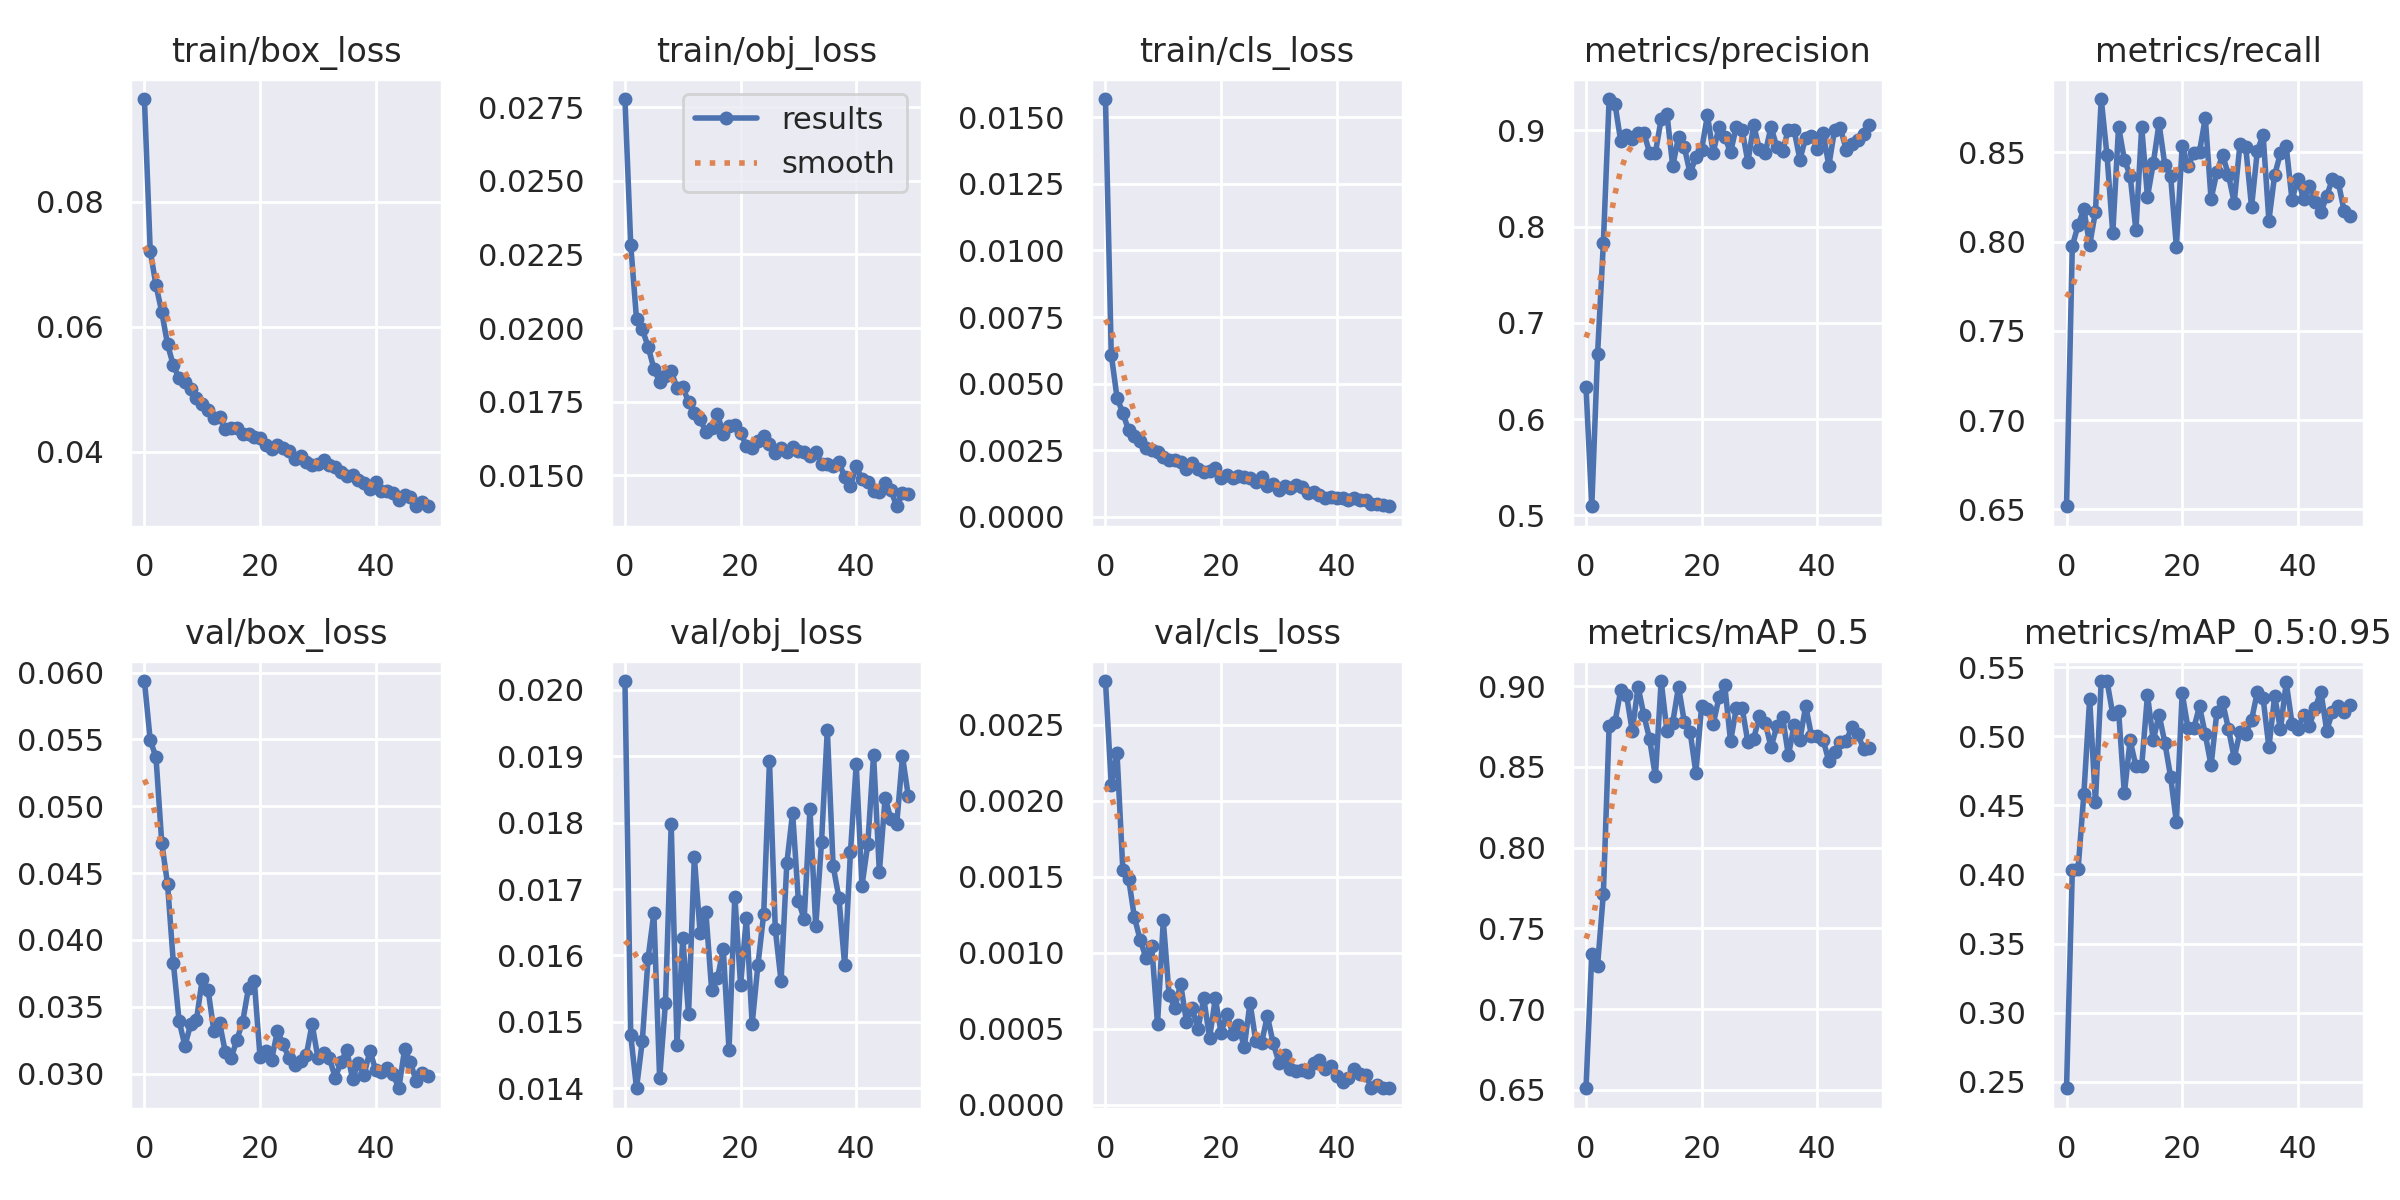 train/box_loss
0.08
0.06
0.04
0 20 40
train/obj_loss
results
smooth
0.0275
0.0250
0.0225
0.0200
0.0175
0.0150
0 20 40
train/cls_loss
0.0150
0.0125
0.0100
0.0075
0.0050
0.0025
0.0000
0 20 40
metrics/precision
0.9
0.8
0.7
0.6
0.5
0 20 40
metrics/recall
0.85
0.80
0.75
0.70
0.65
0 20 40
val/box_loss
0.060
0.055
0.050
0.045
0.040
0.035
0.030
0 20 40
val/obj_loss
0.020
0.019
0.018
0.017
0.016
0.015
0.014
0 20 40
val/cls_loss
0.0025
0.0020
0.0015
0.0010
0.0005
0.0000
0 20 40
metrics/mAP_0.5
0.90
0.85
0.80
0.75
0.70
0.65
0 20 40
metrics/mAP_0.5:0.95
0.55
0.50
0.45
0.40
0.35
0.30
0.25
0 20 40